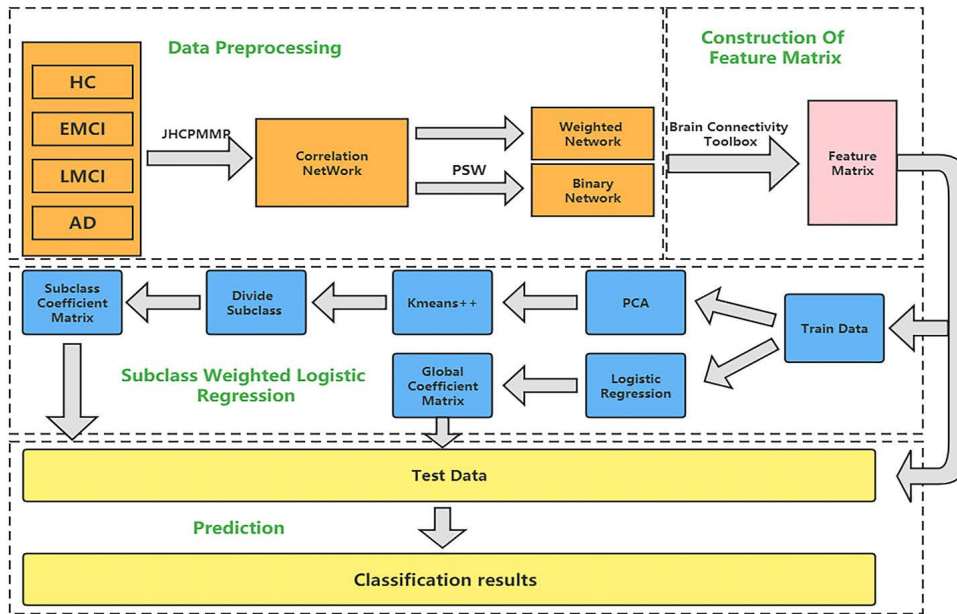 Data Preprocessing
HC
EMCI
LMCI
AD
JHCPMMP
Correlation
NetWork
PSW
Weighted
Network
Binary
Network
Construction Of
Feature Matrix
Brain Connectivity
Toolbox
Feature
Matrix
Subclass
Coefficient
Matrix
Divide
Subclass
Kmeans++
PCA
Train Data
Subclass Weighted Logistic
Regression
Global
Coefficient
Matrix
Logistic
Regression
Test Data
Prediction
Classification results